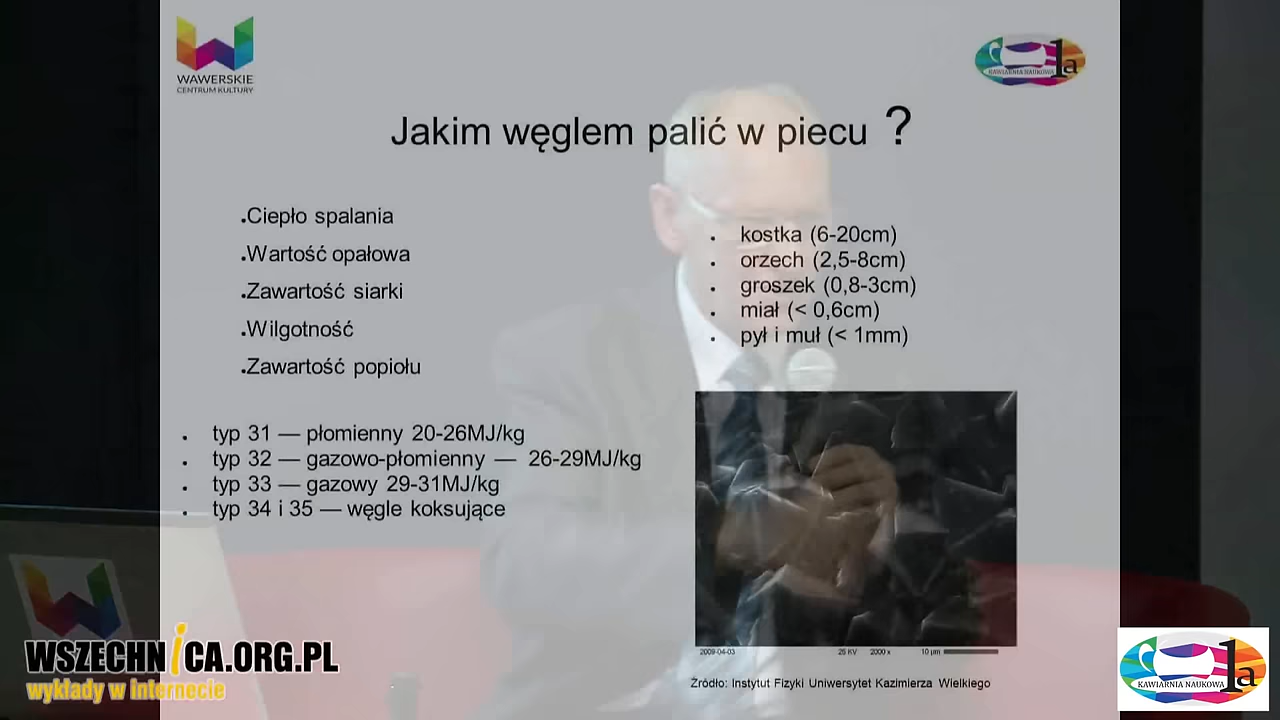 WAWERSKIE
CENTRUM KULTURY
KAWIARNIA NAUKOWA 1a
Jakim węglem palić w piecu ?
Ciepło spalania
Wartość opałowa
Zawartość siarki
Wilgotność
Zawartość popiołu
kostka (6-20cm)
orzech (2,5-8cm)
groszek (0,8-3cm)
miał (< 0,6cm)
pył i muł (< 1mm)
typ 31 — płomienny 20-26MJ/kg
typ 32 — gazowo-płomienny — 26-29MJ/kg
typ 33 — gazowy 29-31MJ/kg
typ 34 i 35 — węgle koksujące
2009-04-03 25 KV 2000 x 10 µm
Źródło: Instytut Fizyki Uniwersytet Kazimierza Wielkiego
WSZECHNICA.ORG.PL
wykłady w internecie
KAWIARNIA NAUKOWA 1a